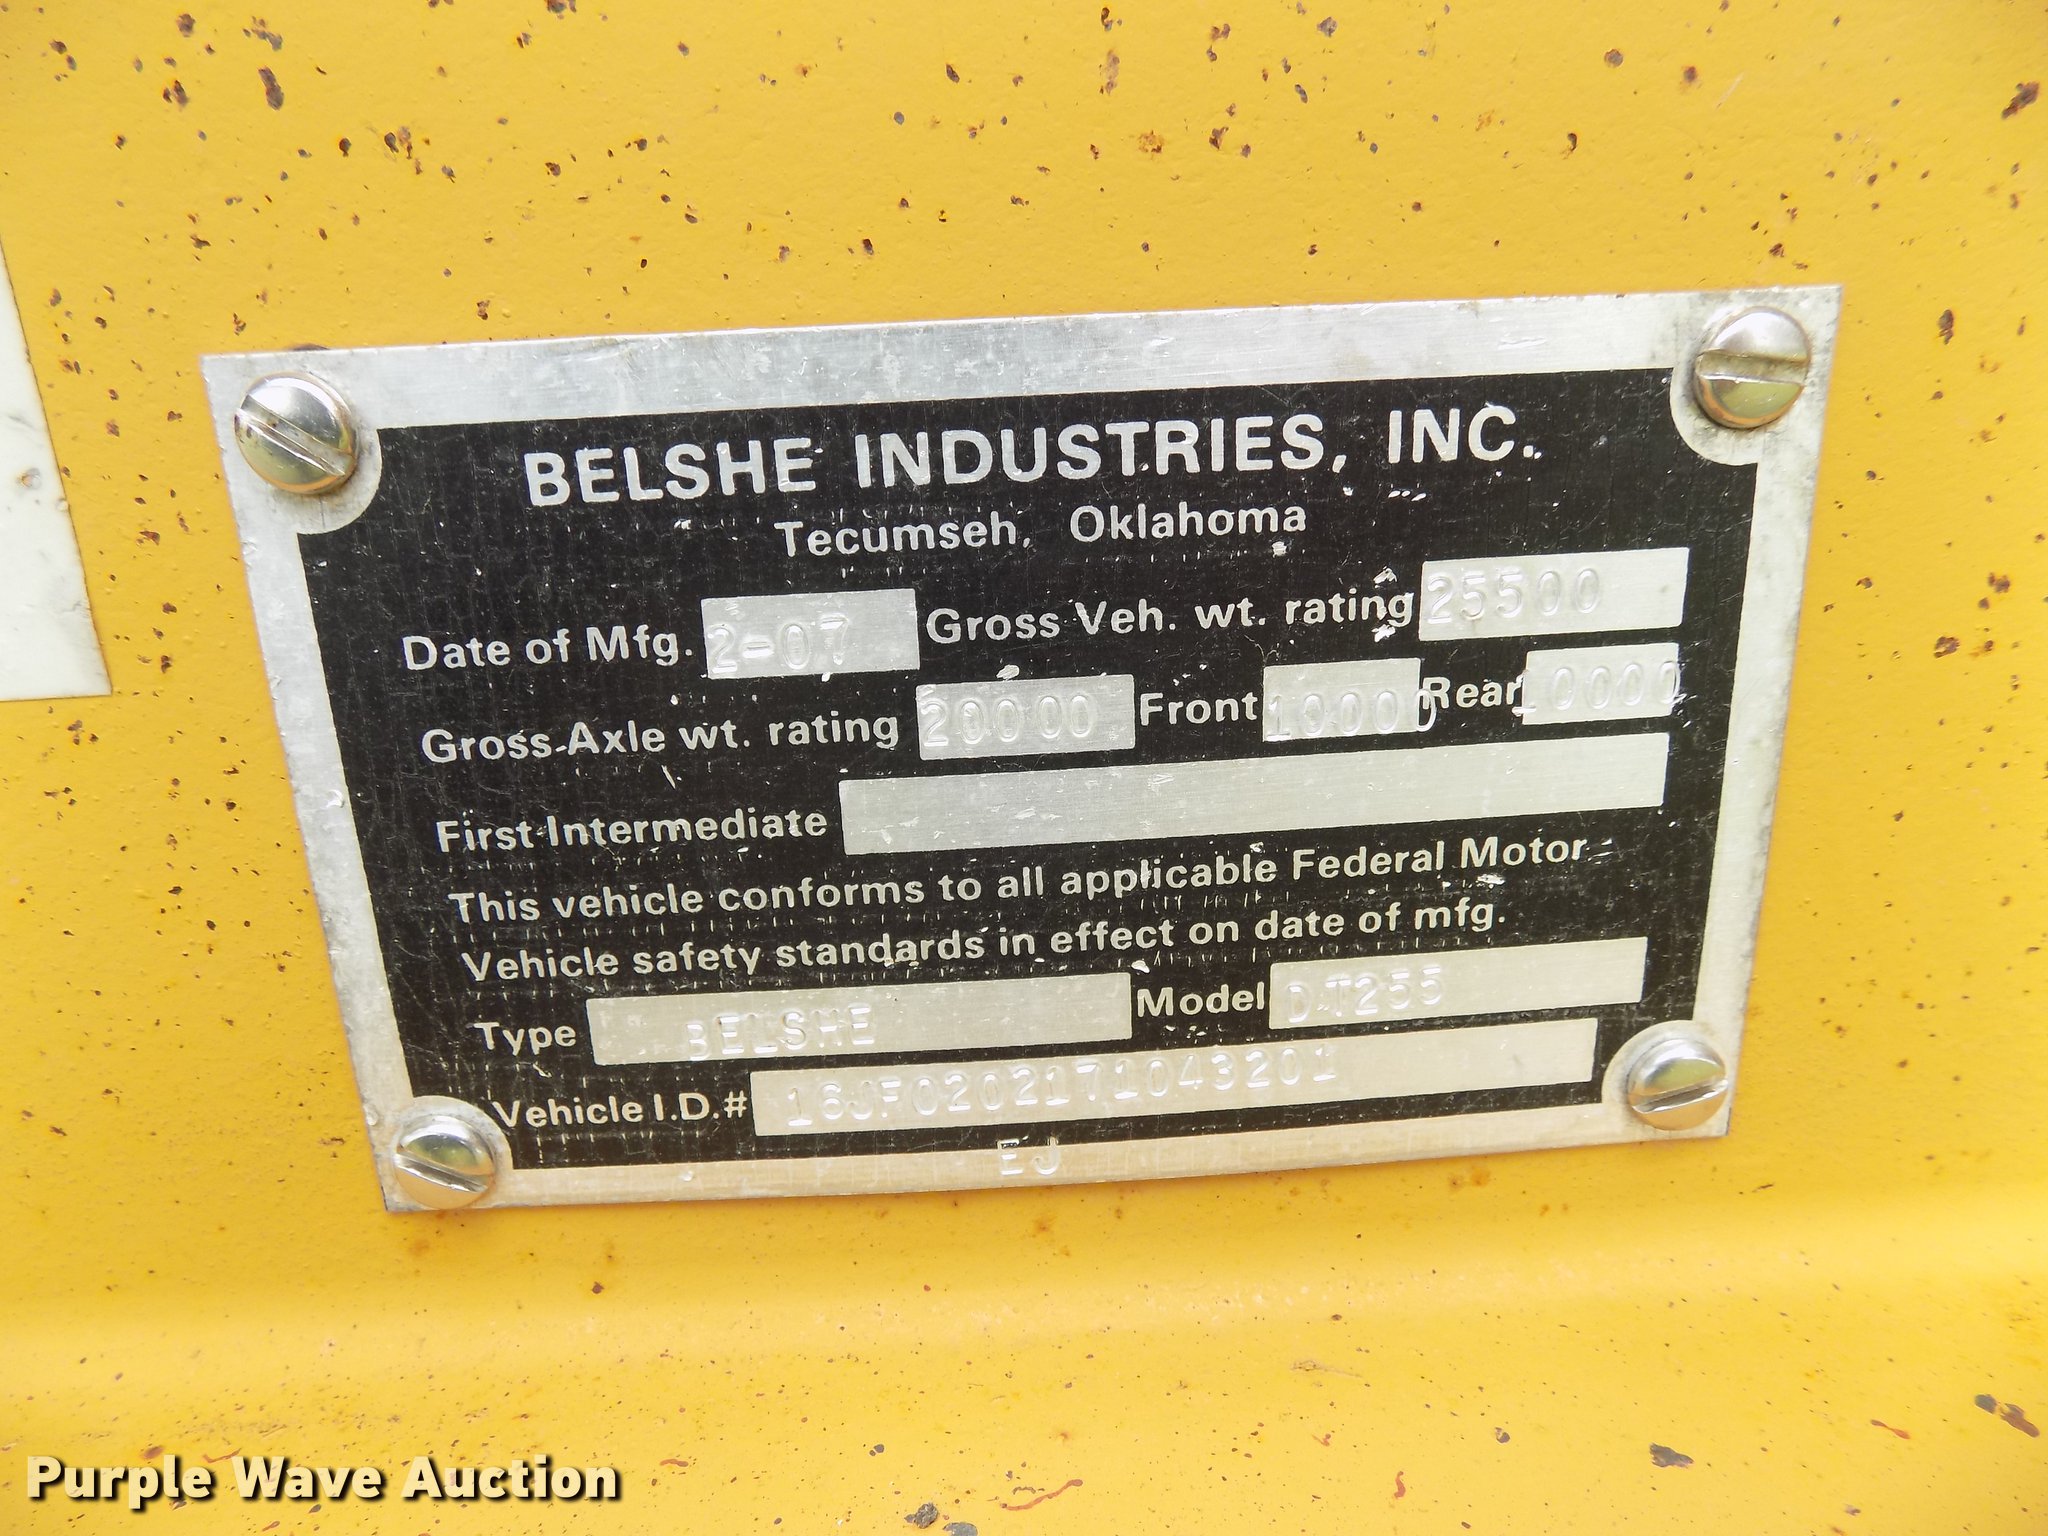 BELSHE INDUSTRIES, INC.
Tecumseh, Oklahoma
Date of Mfg. 2-07 Gross Veh. wt. rating 25500
Gross Axle wt. rating 20000 Front 10000 Rear 10000
First Intermediate
This vehicle conforms to all applicable Federal Motor
Vehicle safety standards in effect on date of mfg.
Type BELSHE Model D-T255
Vehicle I.D.# 16JF0202171043201
EJ
Purple Wave Auction